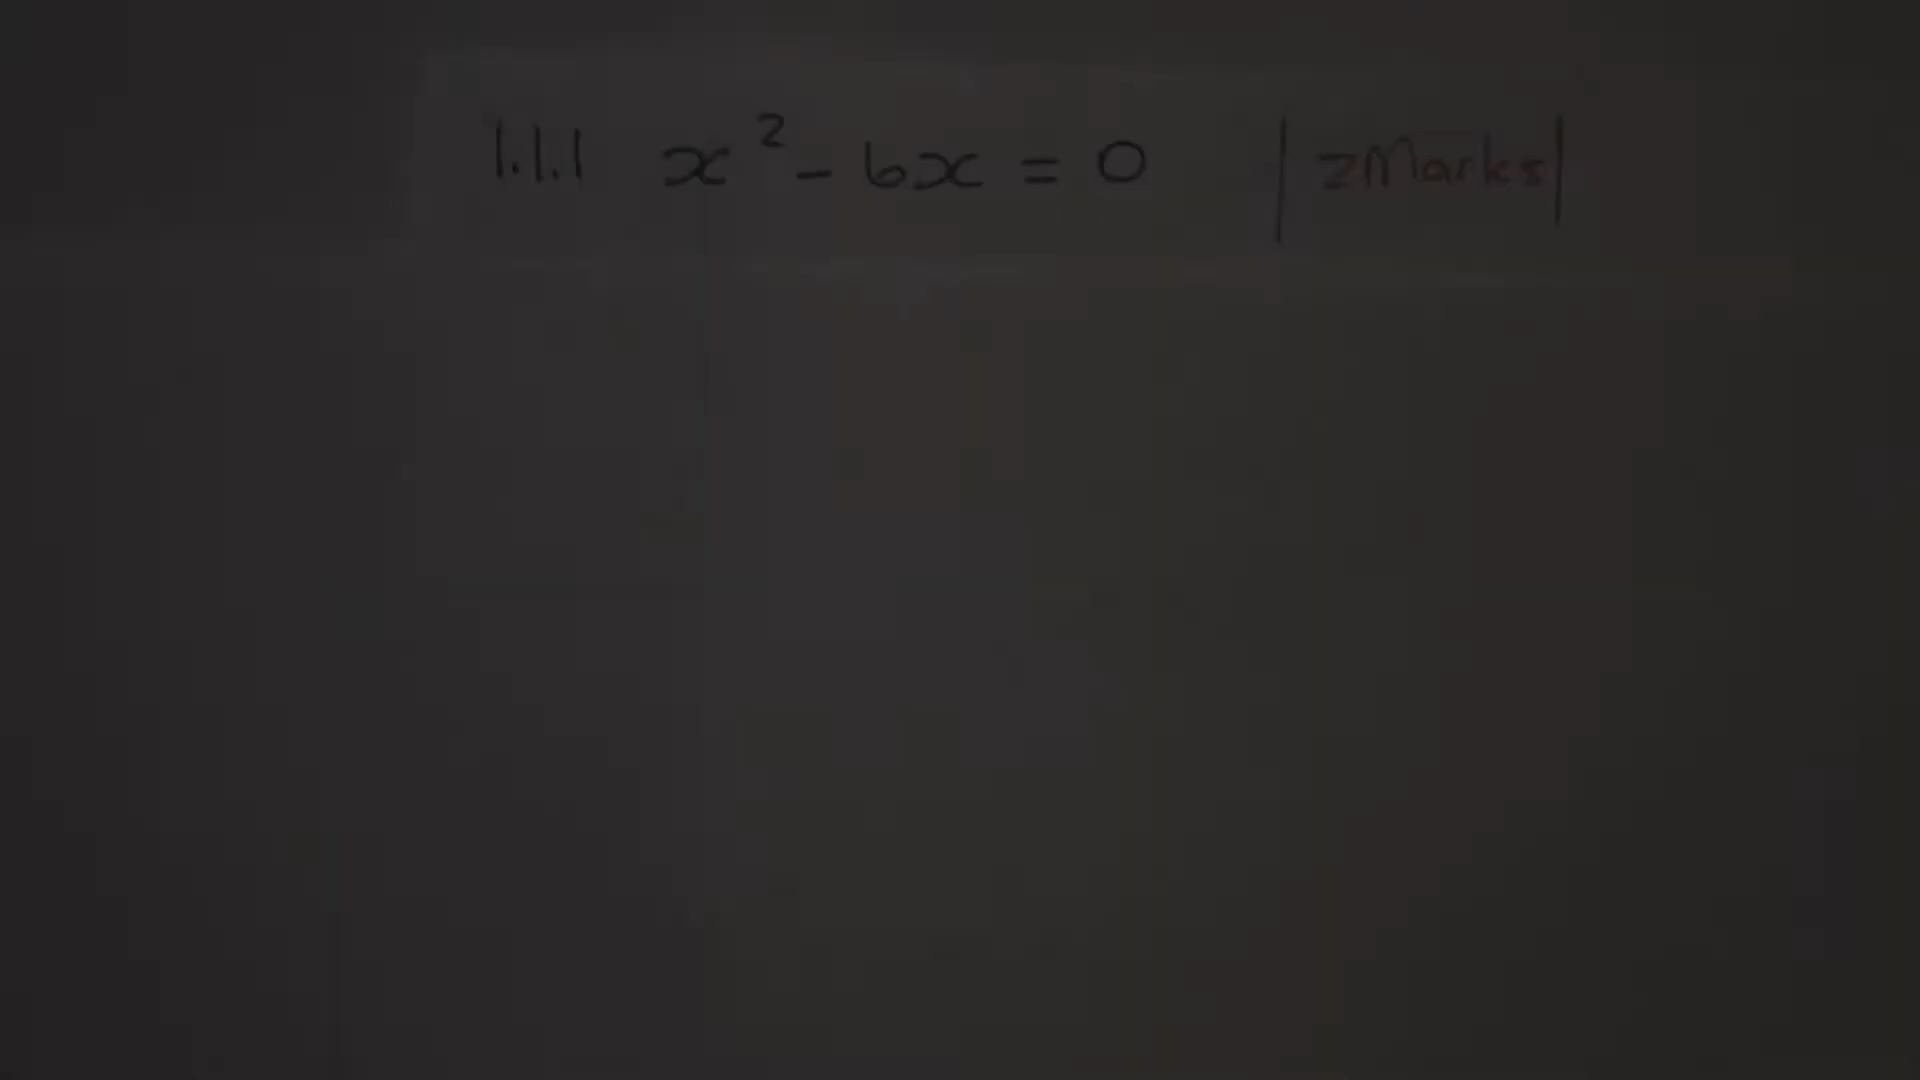 1.1.1 x² - 6x = 0 | 2Marks|